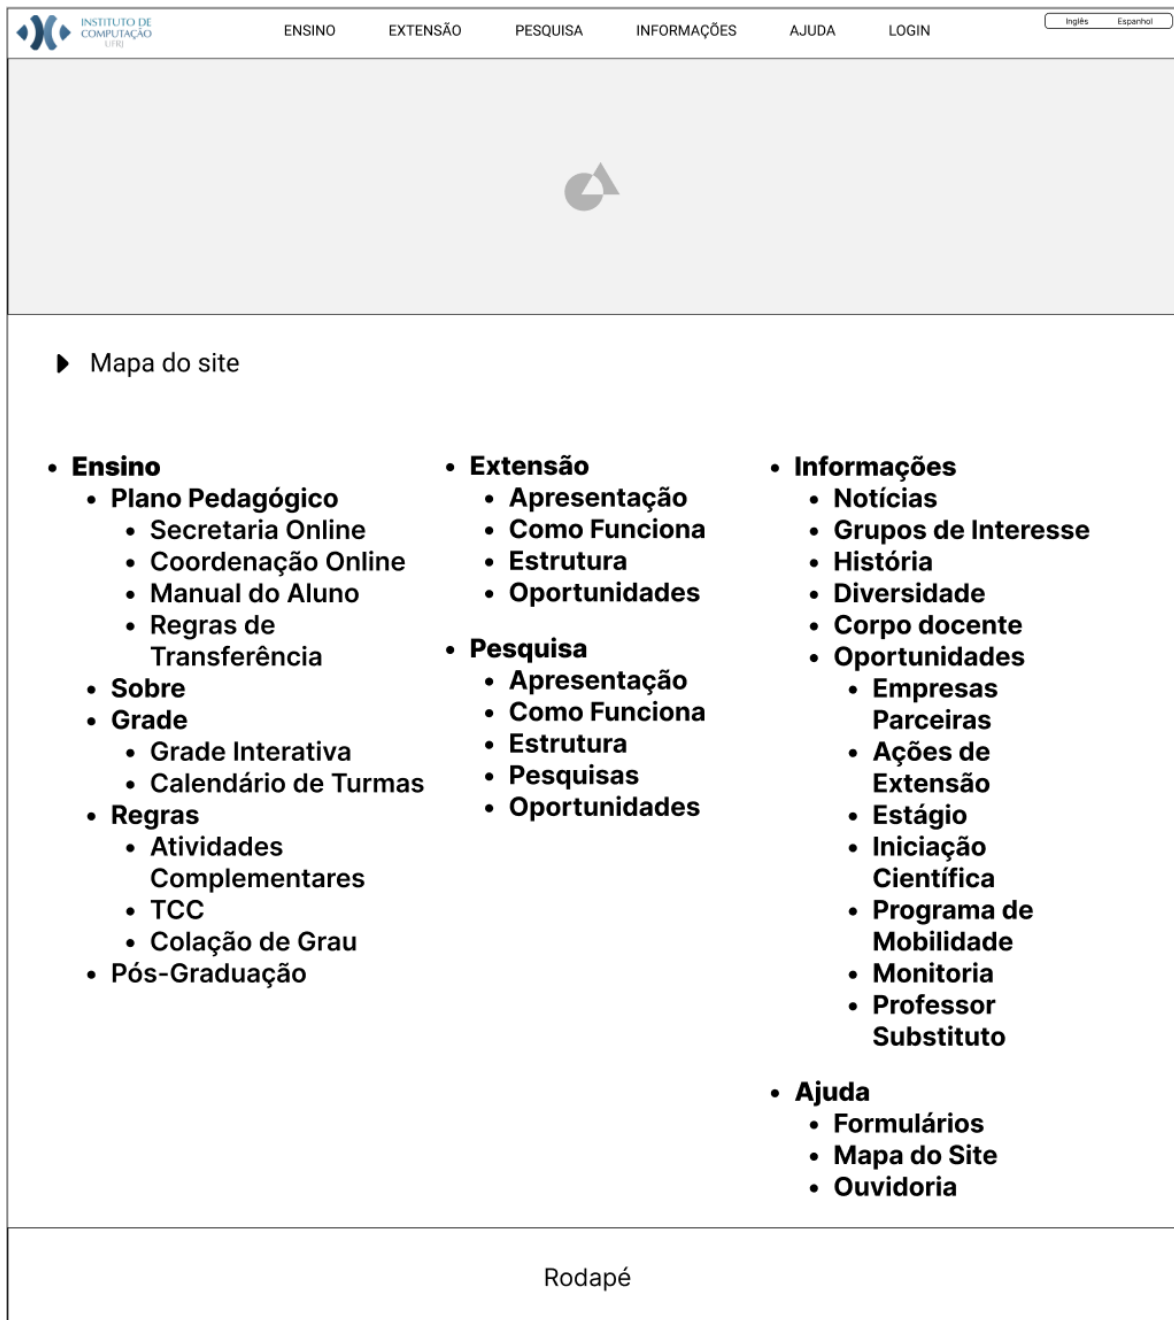 INSTITUTO DE
COMPUTAÇÃO
UFRJ
ENSINO
EXTENSÃO
PESQUISA
INFORMAÇÕES
AJUDA
LOGIN
Inglês
Espanhol
Mapa do site
Ensino
Plano Pedagógico
Secretaria Online
Coordenação Online
Manual do Aluno
Regras de
Transferência
Sobre
Grade
Grade Interativa
Calendário de Turmas
Regras
Atividades
Complementares
TCC
Colação de Grau
Pós-Graduação
Extensão
Apresentação
Como Funciona
Estrutura
Oportunidades
Pesquisa
Apresentação
Como Funciona
Estrutura
Pesquisas
Oportunidades
Informações
Notícias
Grupos de Interesse
História
Diversidade
Corpo docente
Oportunidades
Empresas
Parceiras
Ações de
Extensão
Estágio
Iniciação
Científica
Programa de
Mobilidade
Monitoria
Professor
Substituto
Ajuda
Formulários
Mapa do Site
Ouvidoria
Rodapé